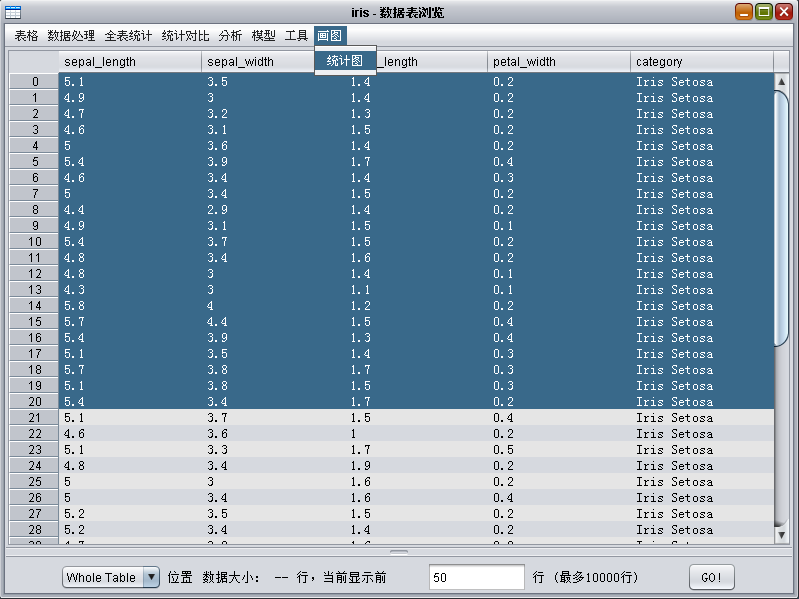 iris - 数据表浏览
表格 数据处理 全表统计 统计对比 分析 模型 工具 画图
统计图
sepal_length sepal_width _length petal_width category
0 5.1 3.5 1.4 0.2 Iris Setosa
1 4.9 3 1.4 0.2 Iris Setosa
2 4.7 3.2 1.3 0.2 Iris Setosa
3 4.6 3.1 1.5 0.2 Iris Setosa
4 5 3.6 1.4 0.2 Iris Setosa
5 5.4 3.9 1.7 0.4 Iris Setosa
6 4.6 3.4 1.4 0.3 Iris Setosa
7 5 3.4 1.5 0.2 Iris Setosa
8 4.4 2.9 1.4 0.2 Iris Setosa
9 4.9 3.1 1.5 0.1 Iris Setosa
10 5.4 3.7 1.5 0.2 Iris Setosa
11 4.8 3.4 1.6 0.2 Iris Setosa
12 4.8 3 1.4 0.1 Iris Setosa
13 4.3 3 1.1 0.1 Iris Setosa
14 5.8 4 1.2 0.2 Iris Setosa
15 5.7 4.4 1.5 0.4 Iris Setosa
16 5.4 3.9 1.3 0.4 Iris Setosa
17 5.1 3.5 1.4 0.3 Iris Setosa
18 5.7 3.8 1.7 0.3 Iris Setosa
19 5.1 3.8 1.5 0.3 Iris Setosa
20 5.4 3.4 1.7 0.2 Iris Setosa
21 5.1 3.7 1.5 0.4 Iris Setosa
22 4.6 3.6 1 0.2 Iris Setosa
23 5.1 3.3 1.7 0.5 Iris Setosa
24 4.8 3.4 1.9 0.2 Iris Setosa
25 5 3 1.6 0.2 Iris Setosa
26 5 3.4 1.6 0.4 Iris Setosa
27 5.2 3.5 1.5 0.2 Iris Setosa
28 5.2 3.4 1.4 0.2 Iris Setosa
Whole Table 位置 数据大小： -- 行，当前显示前 50 行（最多10000行） GO!